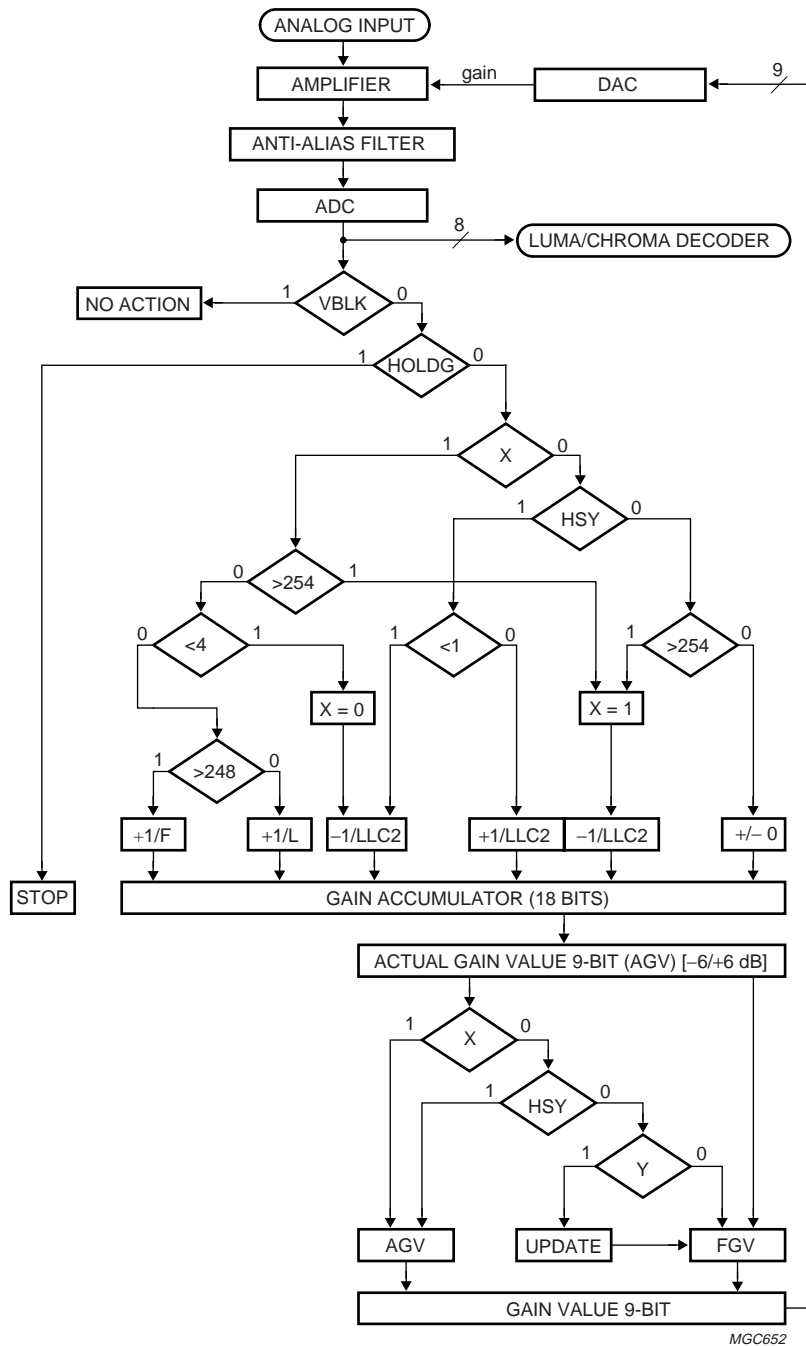 ANALOG INPUT
AMPLIFIER
gain
DAC
9
ANTI-ALIAS FILTER
ADC
8
LUMA/CHROMA DECODER
NO ACTION
1
VBLK
0
1
HOLDG
0
1
X
0
1
HSY
0
0
>254
1
0
<4
1
1
<1
0
1
>254
0
X = 0
X = 1
1
>248
0
+1/F
+1/L
−1/LLC2
+1/LLC2
−1/LLC2
+/− 0
STOP
GAIN ACCUMULATOR (18 BITS)
ACTUAL GAIN VALUE 9-BIT (AGV) [−6/+6 dB]
1
X
0
1
HSY
0
1
Y
0
AGV
UPDATE
FGV
GAIN VALUE 9-BIT
MGC652